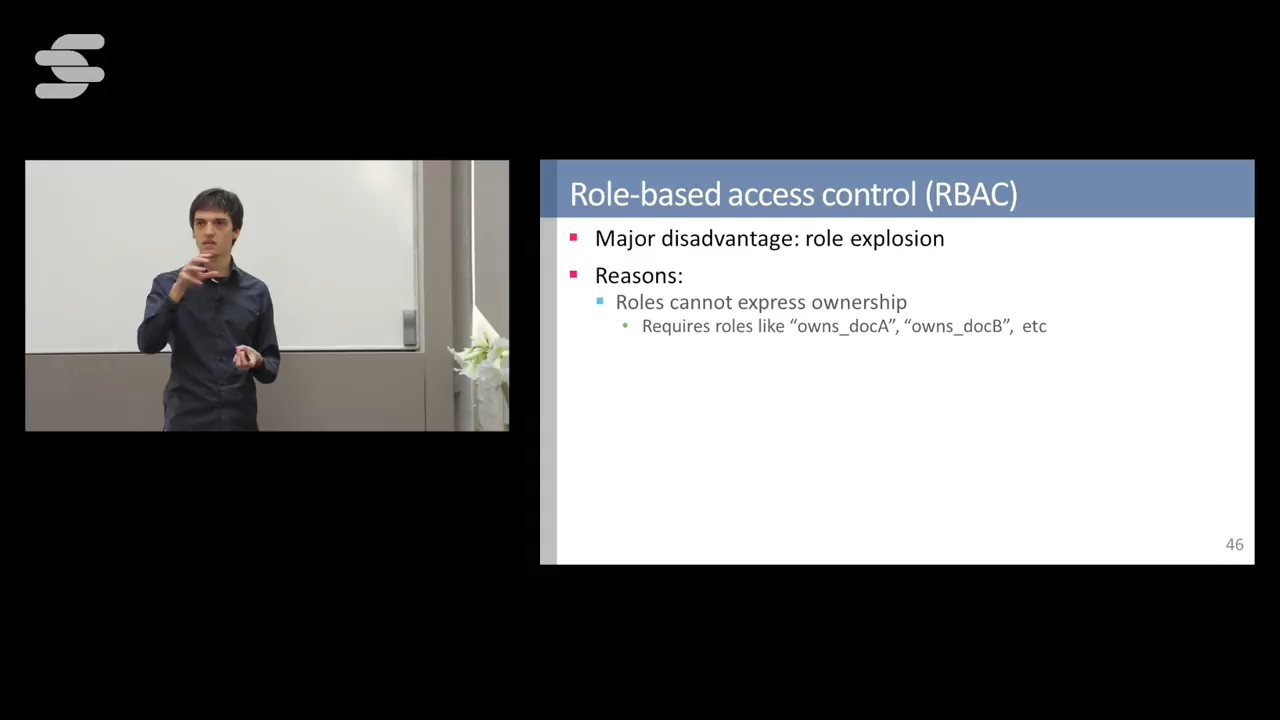 Role-based access control (RBAC)
Major disadvantage: role explosion
Reasons:
Roles cannot express ownership
Requires roles like “owns_docA”, “owns_docB”, etc
46